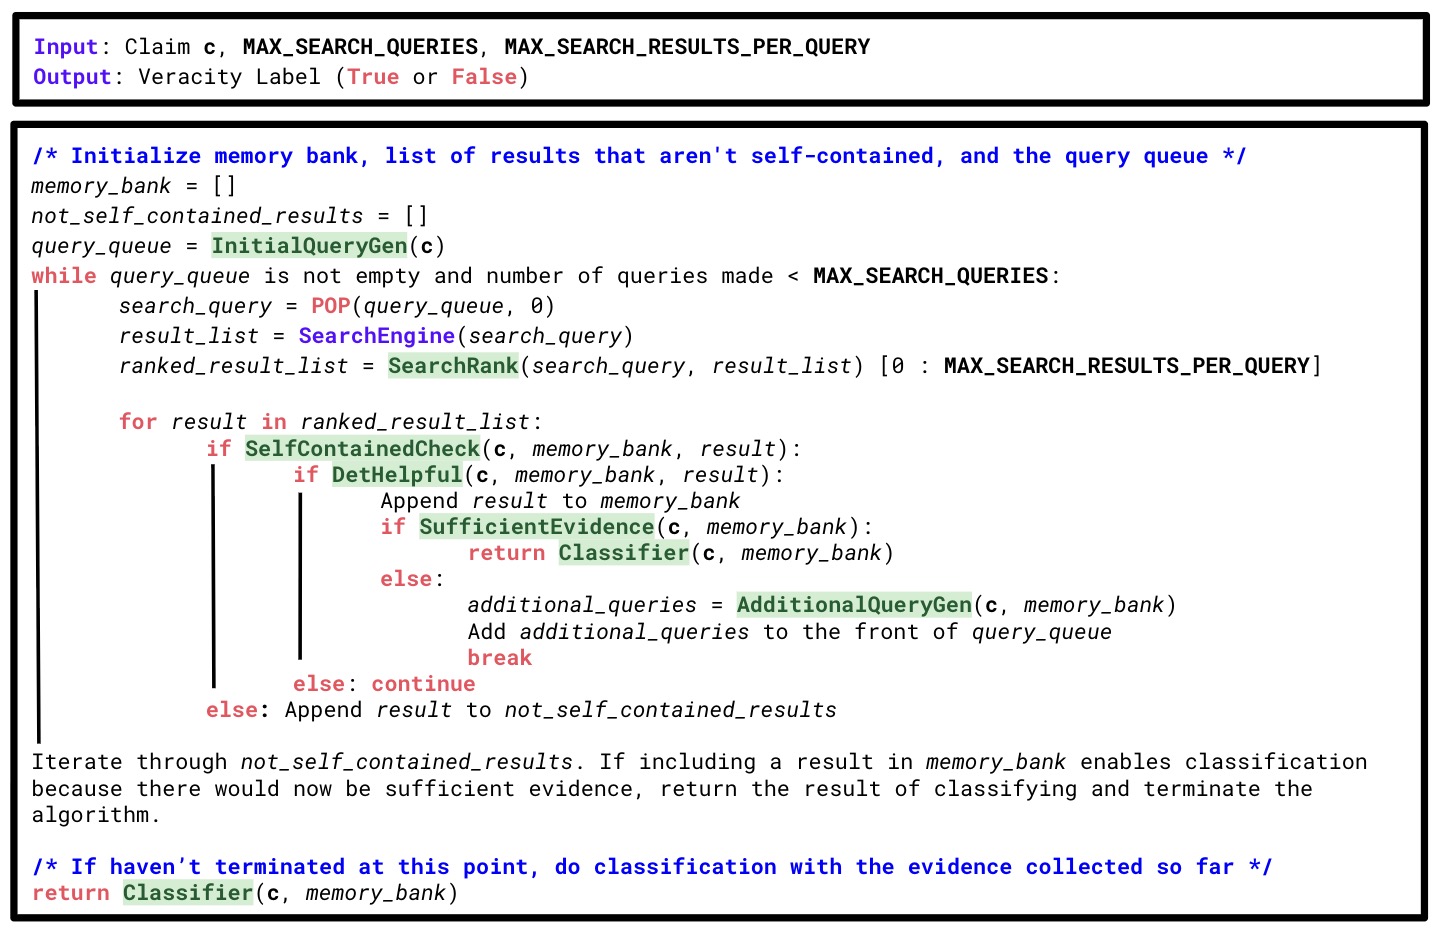 Input: Claim c, MAX_SEARCH_QUERIES, MAX_SEARCH_RESULTS_PER_QUERY
Output: Veracity Label (True or False)
/* Initialize memory bank, list of results that aren't self-contained, and the query queue */
memory_bank = []
not_self_contained_results = []
query_queue = InitialQueryGen(c)
while query_queue is not empty and number of queries made < MAX_SEARCH_QUERIES:
search_query = POP(query_queue, 0)
result_list = SearchEngine(search_query)
ranked_result_list = SearchRank(search_query, result_list) [0 : MAX_SEARCH_RESULTS_PER_QUERY]
for result in ranked_result_list:
if SelfContainedCheck(c, memory_bank, result):
if DetHelpful(c, memory_bank, result):
Append result to memory_bank
if SufficientEvidence(c, memory_bank):
return Classifier(c, memory_bank)
else:
additional_queries = AdditionalQueryGen(c, memory_bank)
Add additional_queries to the front of query_queue
break
else: continue
else: Append result to not_self_contained_results
Iterate through not_self_contained_results. If including a result in memory_bank enables classification
because there would now be sufficient evidence, return the result of classifying and terminate the
algorithm.
/* If haven’t terminated at this point, do classification with the evidence collected so far */
return Classifier(c, memory_bank)